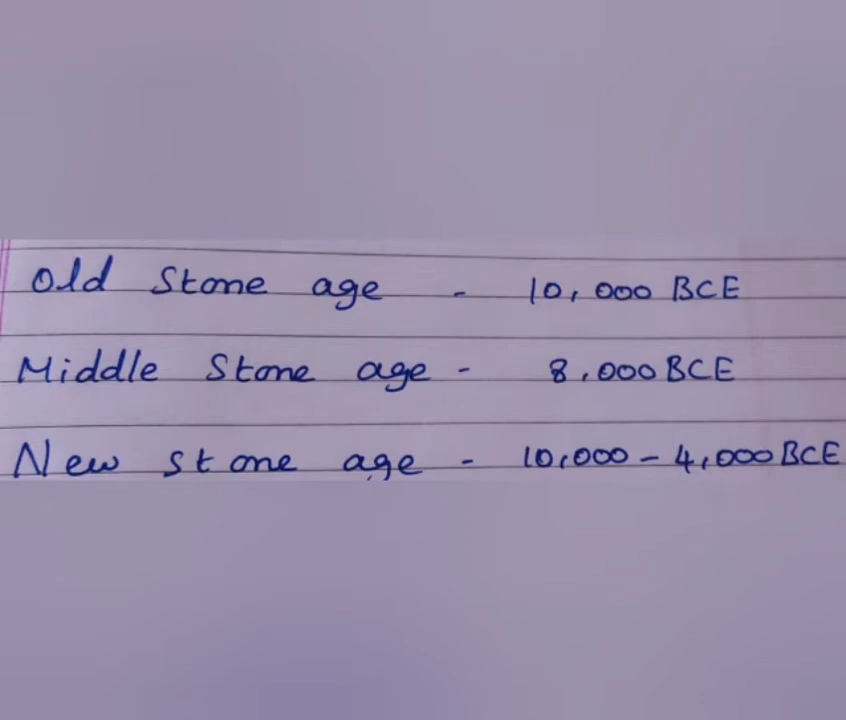 Old Stone age - 10,000 BCE
Middle Stone age - 8,000 BCE
New stone age - 10,000 - 4,000 BCE